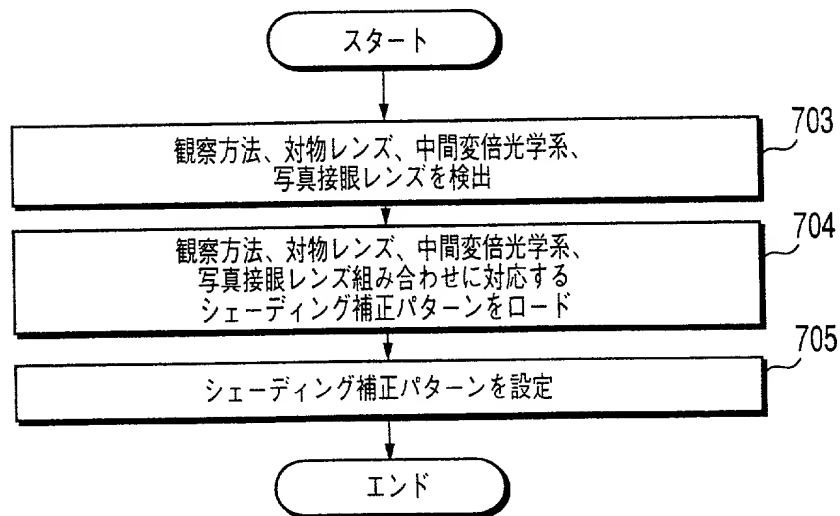 スタート
観察方法、対物レンズ、中間変倍光学系、
写真接眼レンズを検出
703
観察方法、対物レンズ、中間変倍光学系、
写真接眼レンズ組み合わせに対応する
シェーディング補正パターンをロード
704
シェーディング補正パターンを設定
705
エンド